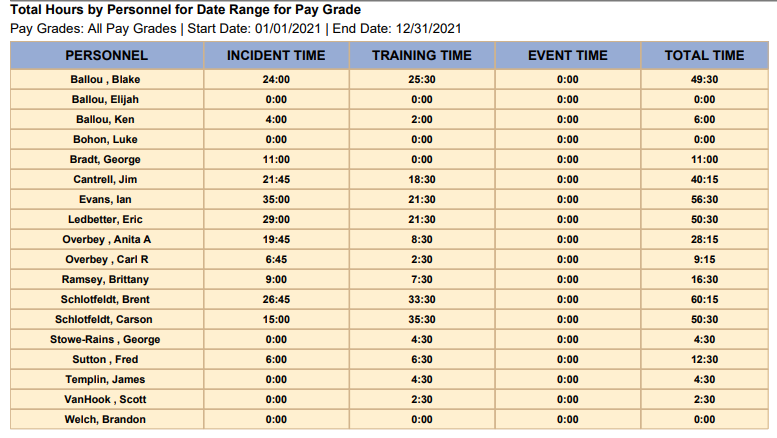 Total Hours by Personnel for Date Range for Pay Grade
Pay Grades: All Pay Grades | Start Date: 01/01/2021 | End Date: 12/31/2021
PERSONNEL INCIDENT TIME TRAINING TIME EVENT TIME TOTAL TIME
Ballou , Blake 24:00 25:30 0:00 49:30
Ballou, Elijah 0:00 0:00 0:00 0:00
Ballou, Ken 4:00 2:00 0:00 6:00
Bohon, Luke 0:00 0:00 0:00 0:00
Bradt, George 11:00 0:00 0:00 11:00
Cantrell, Jim 21:45 18:30 0:00 40:15
Evans, Ian 35:00 21:30 0:00 56:30
Ledbetter, Eric 29:00 21:30 0:00 50:30
Overbey , Anita A 19:45 8:30 0:00 28:15
Overbey , Carl R 6:45 2:30 0:00 9:15
Ramsey, Brittany 9:00 7:30 0:00 16:30
Schlotfeldt, Brent 26:45 33:30 0:00 60:15
Schlotfeldt, Carson 15:00 35:30 0:00 50:30
Stowe-Rains , George 0:00 4:30 0:00 4:30
Sutton , Fred 6:00 6:30 0:00 12:30
Templin, James 0:00 4:30 0:00 4:30
VanHook , Scott 0:00 2:30 0:00 2:30
Welch, Brandon 0:00 0:00 0:00 0:00